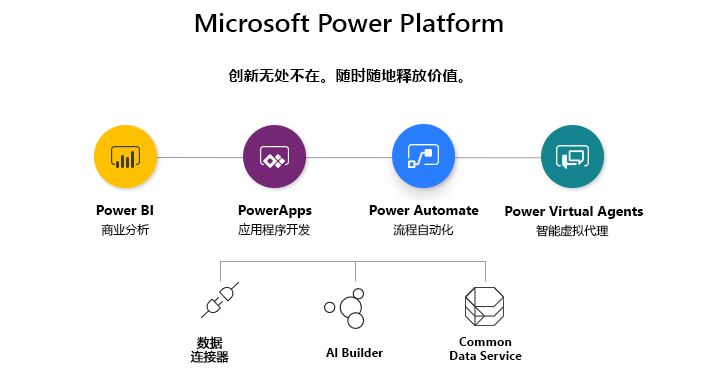 Microsoft Power Platform
创新无处不在。随时随地释放价值。
Power BI
商业分析
PowerApps
应用程序开发
Power Automate
流程自动化
Power Virtual Agents
智能虚拟代理
数据
连接器
AI Builder
Common
Data Service